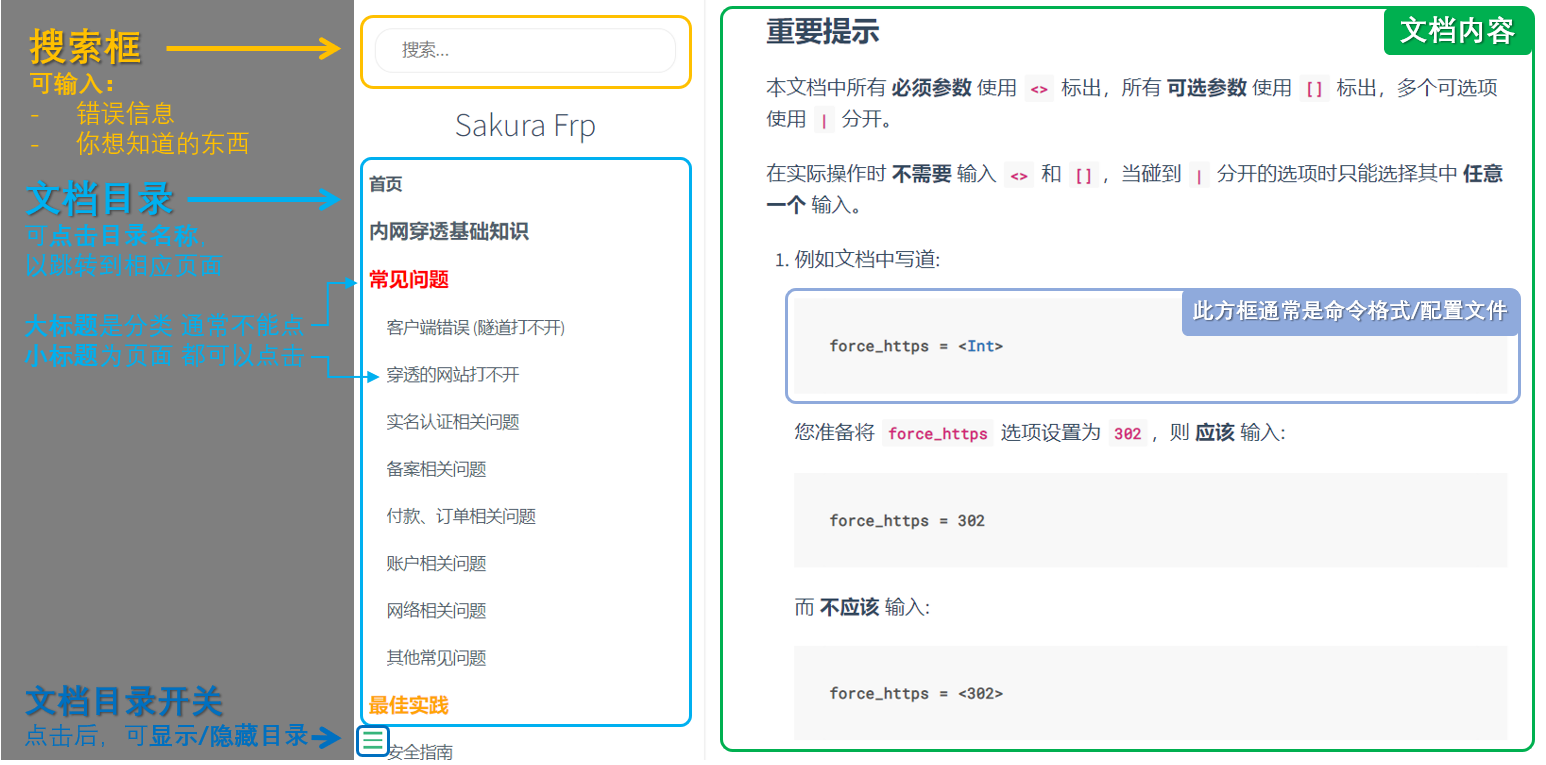 搜索框
可输入：
- 错误信息
- 你想知道的东西
文档目录
可点击目录名称，
以跳转到相应页面
大标题是分类 通常不能点
小标题为页面 都可以点击
文档目录开关
点击后，可显示/隐藏目录
搜索...
Sakura Frp
首页
内网穿透基础知识
常见问题
客户端错误 (隧道打不开)
穿透的网站打不开
实名认证相关问题
备案相关问题
付款、订单相关问题
账户相关问题
网络相关问题
其他常见问题
最佳实践
安全指南
文档内容
重要提示
本文档中所有 必须参数 使用 <> 标出，所有 可选参数 使用 [] 标出，多个可选项
使用 | 分开。
在实际操作时 不需要 输入 <> 和 []，当碰到 | 分开的选项时只能选择其中 任意
一个 输入。
1. 例如文档中写道:
此方框通常是命令格式/配置文件
force_https = <Int>
您准备将 force_https 选项设置为 302，则 应该 输入:
force_https = 302
而 不应该 输入:
force_https = <302>